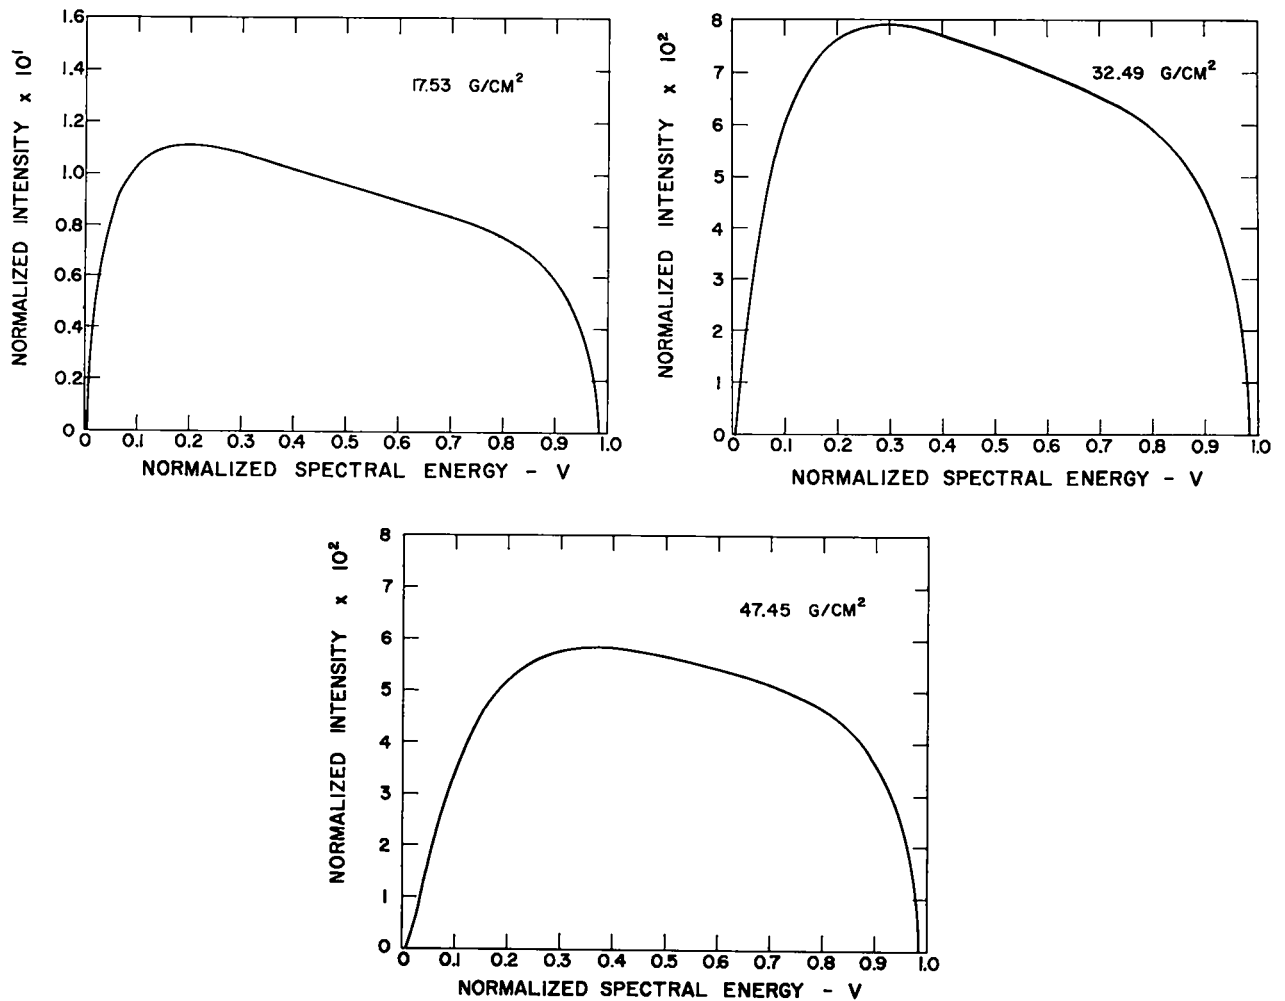 NORMALIZED INTENSITY x 10¹
1.6
1.4
1.2
1.0
0.8
0.6
0.4
0.2
0
17.53 G/CM²
0 0.1 0.2 0.3 0.4 0.5 0.6 0.7 0.8 0.9 1.0
NORMALIZED SPECTRAL ENERGY - V
NORMALIZED INTENSITY x 10²
8
7
6
5
4
3
2
1
0
32.49 G/CM²
0 0.1 0.2 0.3 0.4 0.5 0.6 0.7 0.8 0.9 1.0
NORMALIZED SPECTRAL ENERGY - V
NORMALIZED INTENSITY x 10²
8
7
6
5
4
3
2
1
0
47.45 G/CM²
0 0.1 0.2 0.3 0.4 0.5 0.6 0.7 0.8 0.9 1.0
NORMALIZED SPECTRAL ENERGY - V